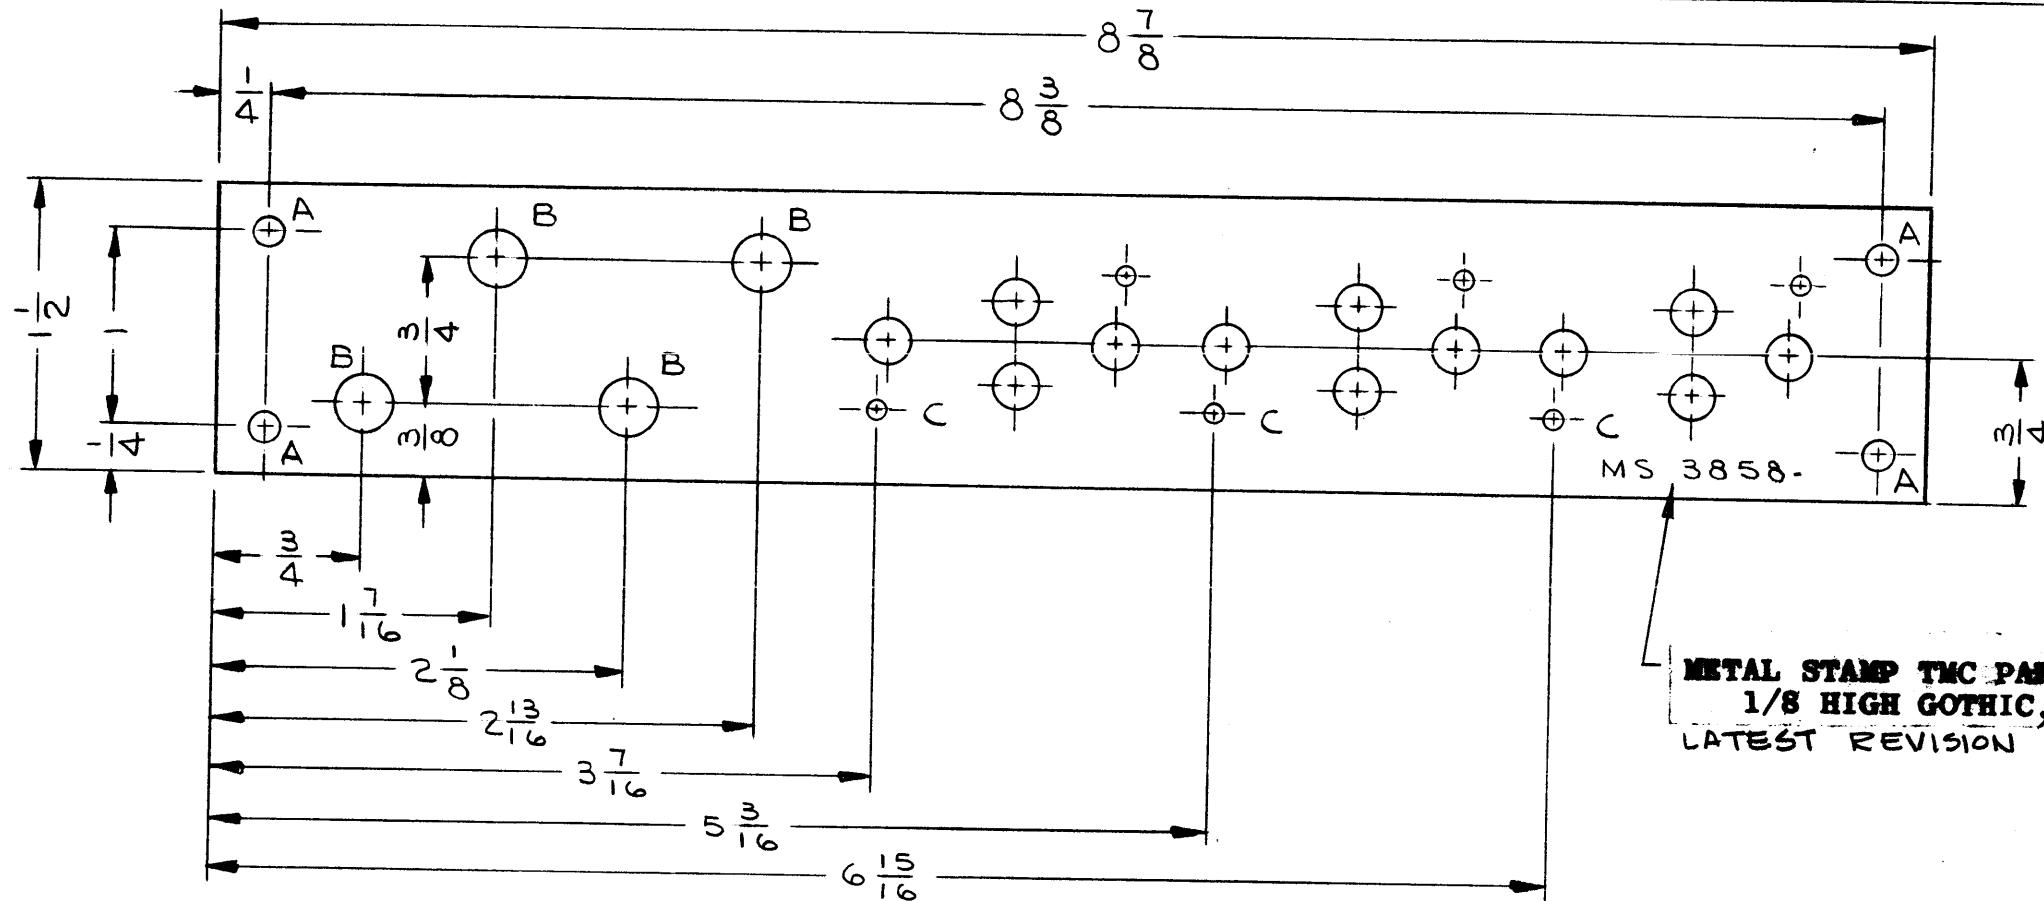 8 7/8
1/4
8 3/8
A
B
B
A
1 1/2
1
3/4
B
B
C
C
C
3/4
1/4
A
3/8
MS 3858-
A
3/4
1 7/16
2 1/8
2 13/16
3 7/16
5 3/16
6 15/16
METAL STAMP TMC
1/8 HIGH GOTHIC,
LATEST REVISION